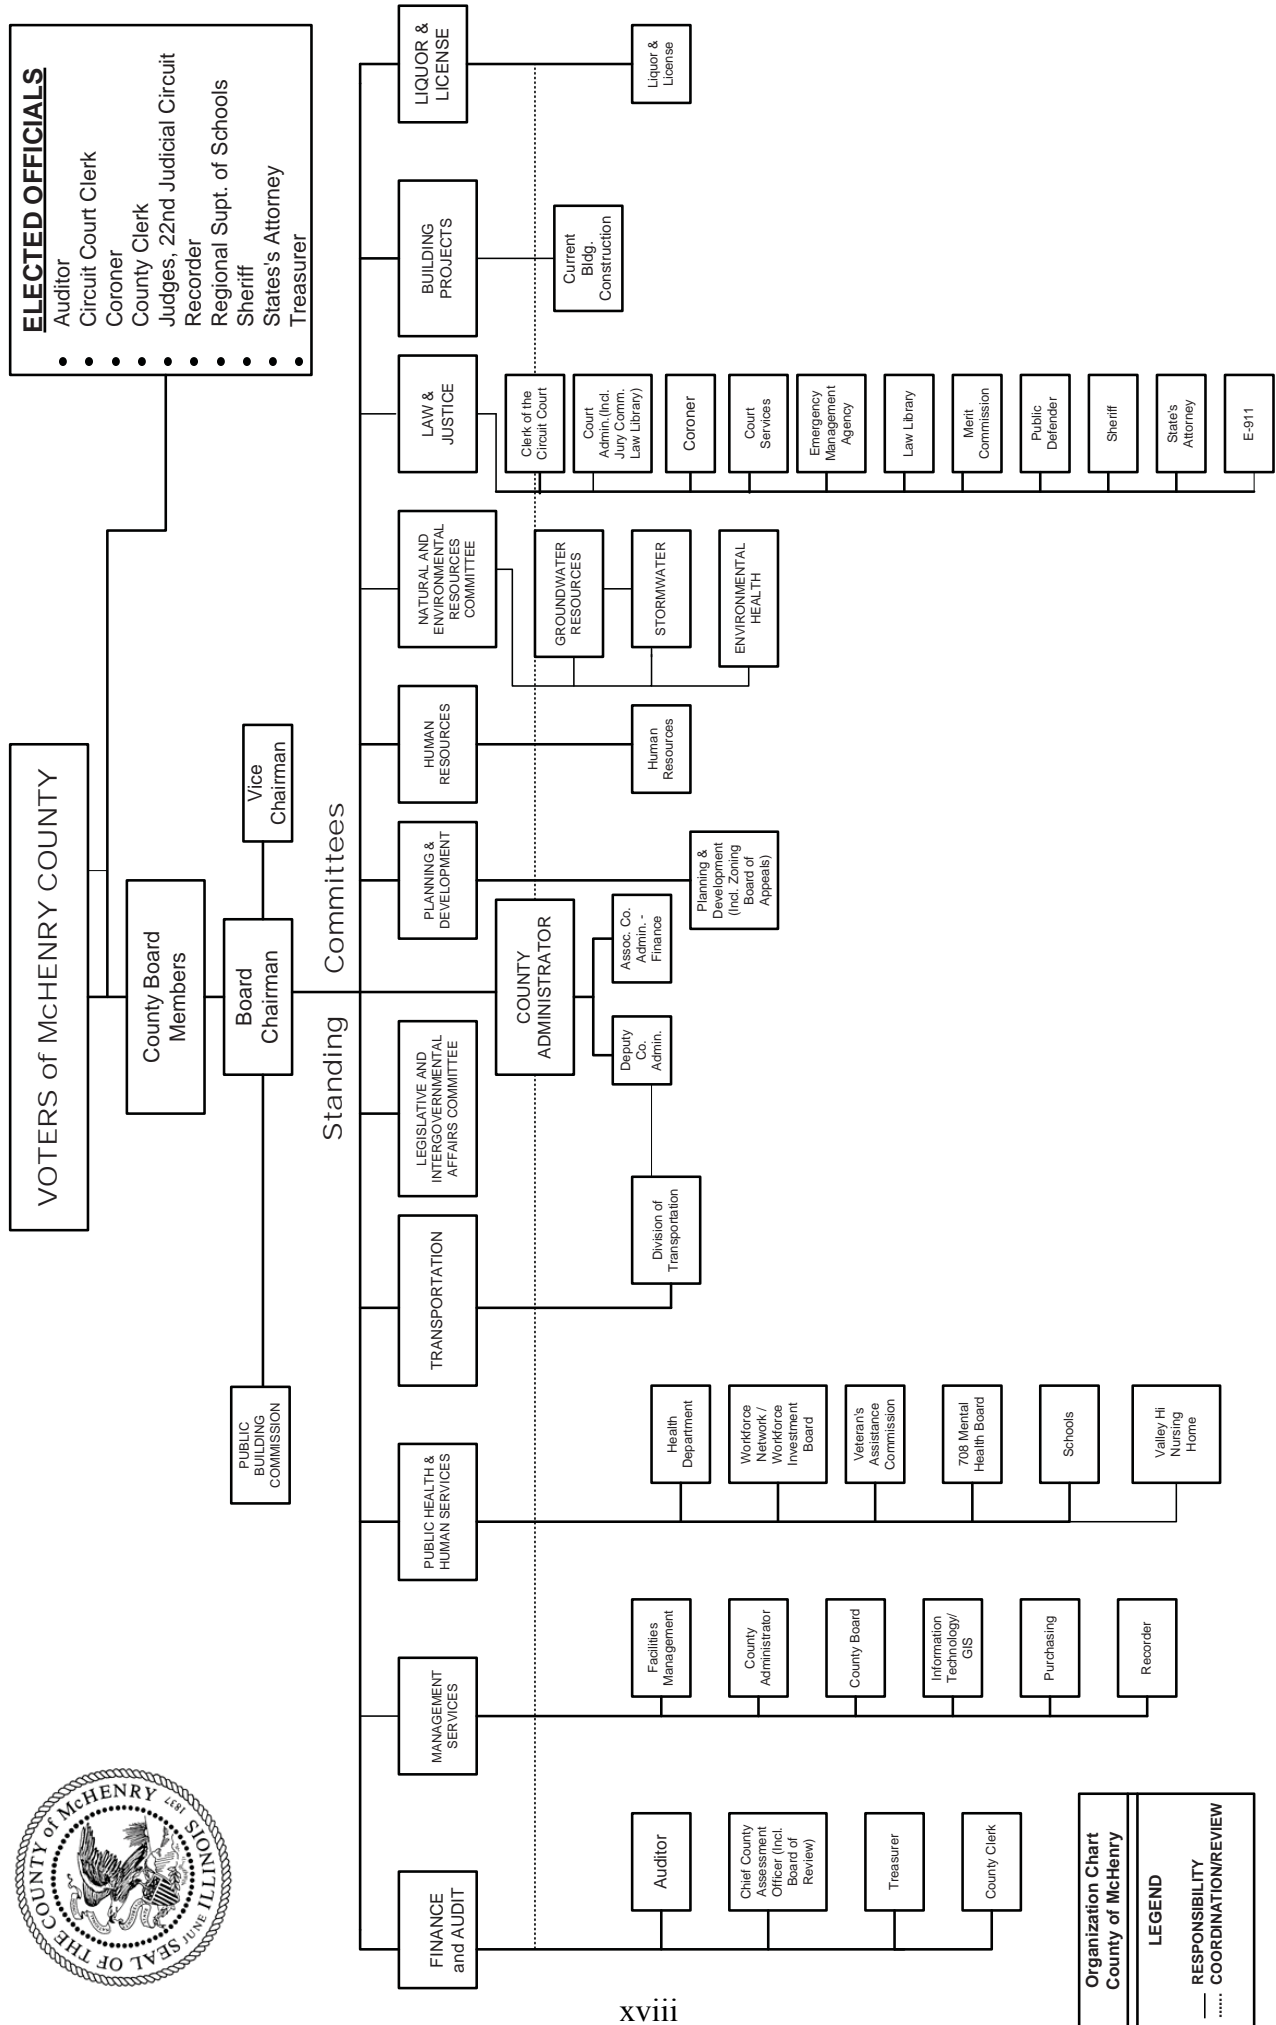 VOTERS of McHENRY COUNTY
ELECTED OFFICIALS
• Auditor
• Circuit Court Clerk
• Coroner
• County Clerk
• Judges, 22nd Judicial Circuit
• Recorder
• Regional Supt. of Schools
• Sheriff
• States's Attorney
• Treasurer
SEAL OF THE COUNTY of McHENRY
ILLINOIS
JUNE
1837
County Board
Members
PUBLIC
BUILDING
COMMISSION
Board
Chairman
Vice
Chairman
Standing Committees
FINANCE
and AUDIT
MANAGEMENT
SERVICES
PUBLIC HEALTH &
HUMAN SERVICES
TRANSPORTATION
LEGISLATIVE AND
INTERGOVERNMENTAL
AFFAIRS COMMITTEE
PLANNING &
DEVELOPMENT
HUMAN
RESOURCES
NATURAL AND
ENVIRONMENTAL
RESOURCES
COMMITTEE
LAW &
JUSTICE
BUILDING
PROJECTS
LIQUOR &
LICENSE
COUNTY
ADMINISTRATOR
Deputy
Co.
Admin.
Assoc. Co.
Admin. -
Finance
Auditor
Chief County
Assessment
Officer (Incl.
Board of
Review)
Treasurer
County Clerk
Facilities
Management
County
Administrator
County Board
Information
Technology/
GIS
Purchasing
Recorder
Health
Department
Workforce
Network /
Workforce
Investment
Board
Veteran's
Assistance
Commission
708 Mental
Health Board
Schools
Valley Hi
Nursing
Home
Division of
Transportation
Planning &
Development
(Incl. Zoning
Board of
Appeals)
Human
Resources
GROUNDWATER
RESOURCES
STORMWATER
ENVIRONMENTAL
HEALTH
Clerk of the
Circuit Court
Court
Admin.(Incl.
Jury Comm.
Law Library)
Coroner
Court
Services
Emergency
Management
Agency
Law Library
Merit
Commission
Public
Defender
Sheriff
State's
Attorney
E-911
Current
Bldg.
Construction
Liquor &
License
Organization Chart
County of McHenry
LEGEND
RESPONSIBILITY
COORDINATION/REVIEW
xviii